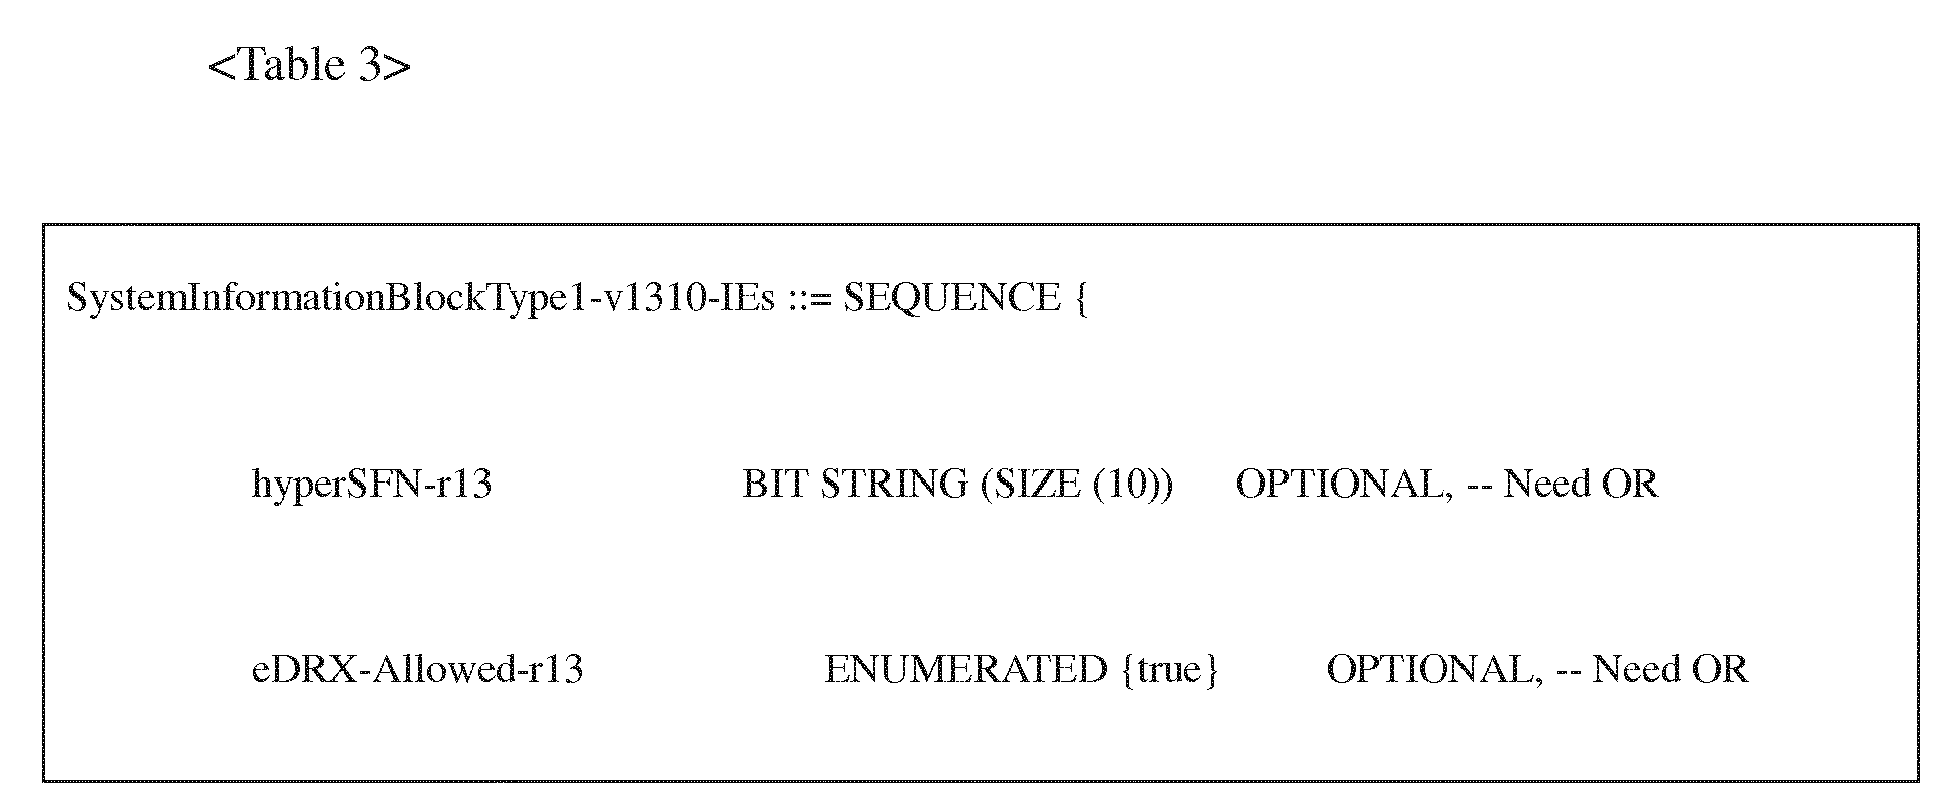 <Table 3>
SystemInformationBlockType1-v1310-IEs ::= SEQUENCE {
hyperSFN-r13 BIT STRING (SIZE (10)) OPTIONAL, -- Need OR
eDRX-Allowed-r13 ENUMERATED {true} OPTIONAL, -- Need OR